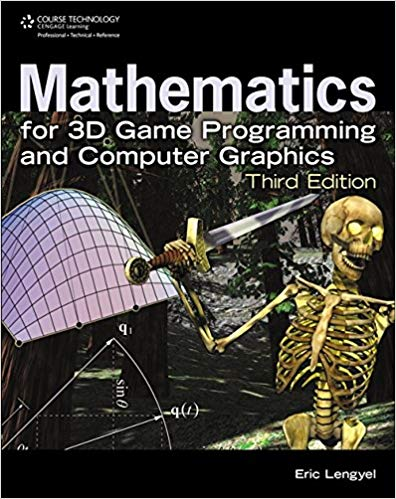 COURSE TECHNOLOGY
CENGAGE Learning
Professional • Technical • Reference
Mathematics
for 3D Game Programming
and Computer Graphics
Third Edition
q₁
sin θ
q(t)
Eric Lengyel